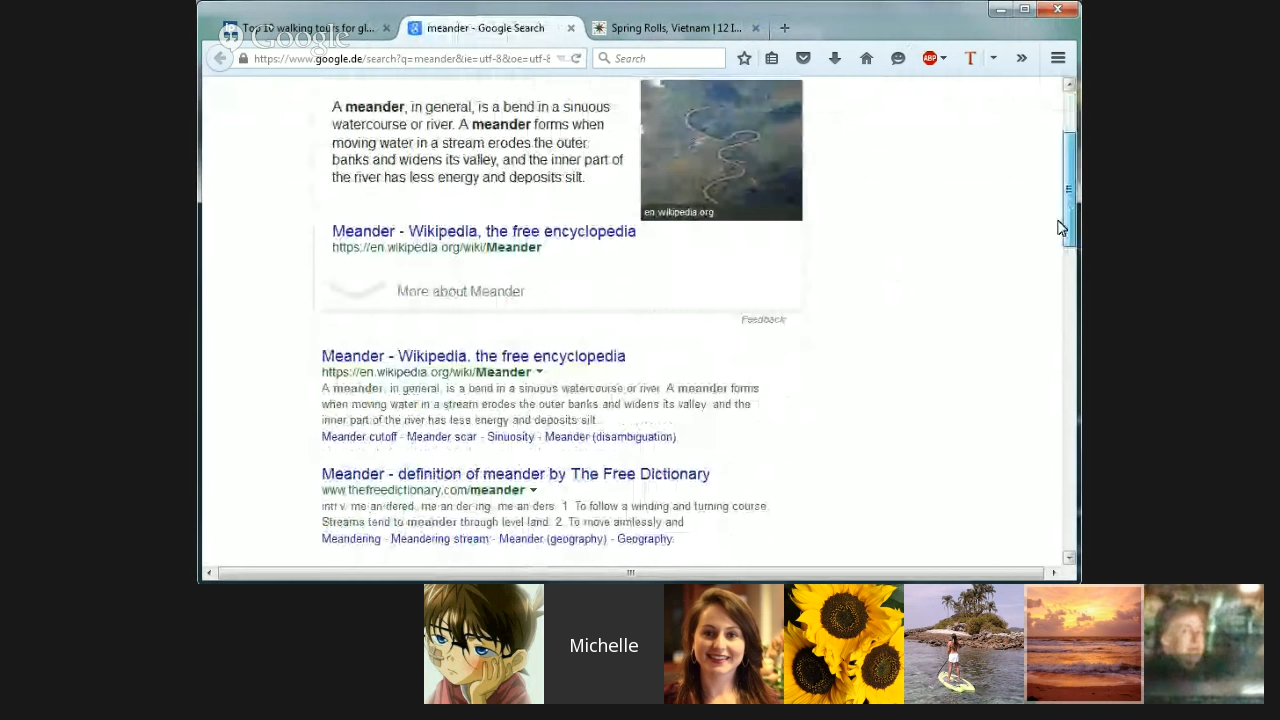 Top 10 walking tours for gl...
meander - Google Search
Spring Rolls, Vietnam | 12 I...
Google
https://www.google.de/search?q=meander&ie=utf-8&oe=utf-8
Search
ABP
T
A meander, in general, is a bend in a sinuous
watercourse or river. A meander forms when
moving water in a stream erodes the outer
banks and widens its valley, and the inner part of
the river has less energy and deposits silt.
en.wikipedia.org
Meander - Wikipedia, the free encyclopedia
https://en.wikipedia.org/wiki/Meander
More about Meander
Feedback
Meander - Wikipedia, the free encyclopedia
https://en.wikipedia.org/wiki/Meander
A meander, in general, is a bend in a sinuous watercourse or river. A meander forms
when moving water in a stream erodes the outer banks and widens its valley, and the
inner part of the river has less energy and deposits silt.
Meander cutoff - Meander scar - Sinuosity - Meander (disambiguation)
Meander - definition of meander by The Free Dictionary
www.thefreedictionary.com/meander
intr.v. me·an·dered, me·an·der·ing, me·an·ders. 1. To follow a winding and turning course:
Streams tend to meander through level land. 2. To move aimlessly and
Meandering - Meandering stream - Meander (geography) - Geography
Michelle